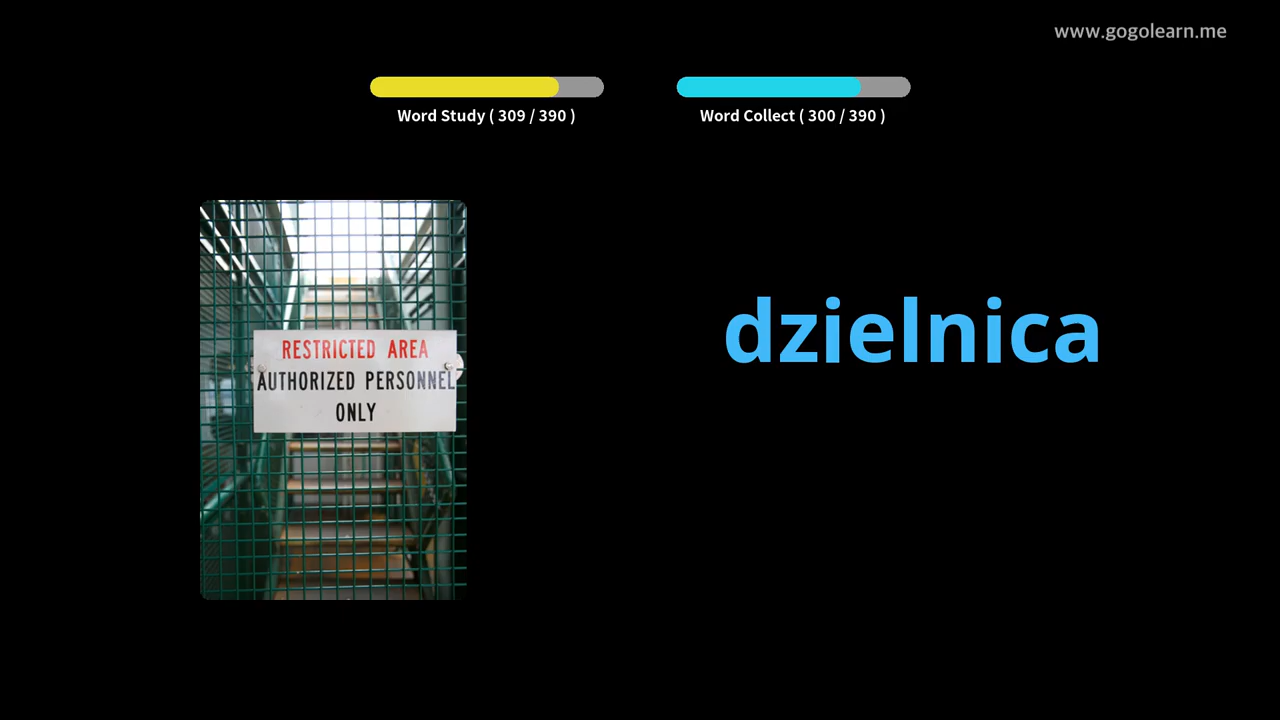 www.gogolearn.me
Word Study ( 309 / 390 )
Word Collect ( 300 / 390 )
RESTRICTED AREA
AUTHORIZED PERSONNEL
ONLY
dzielnica